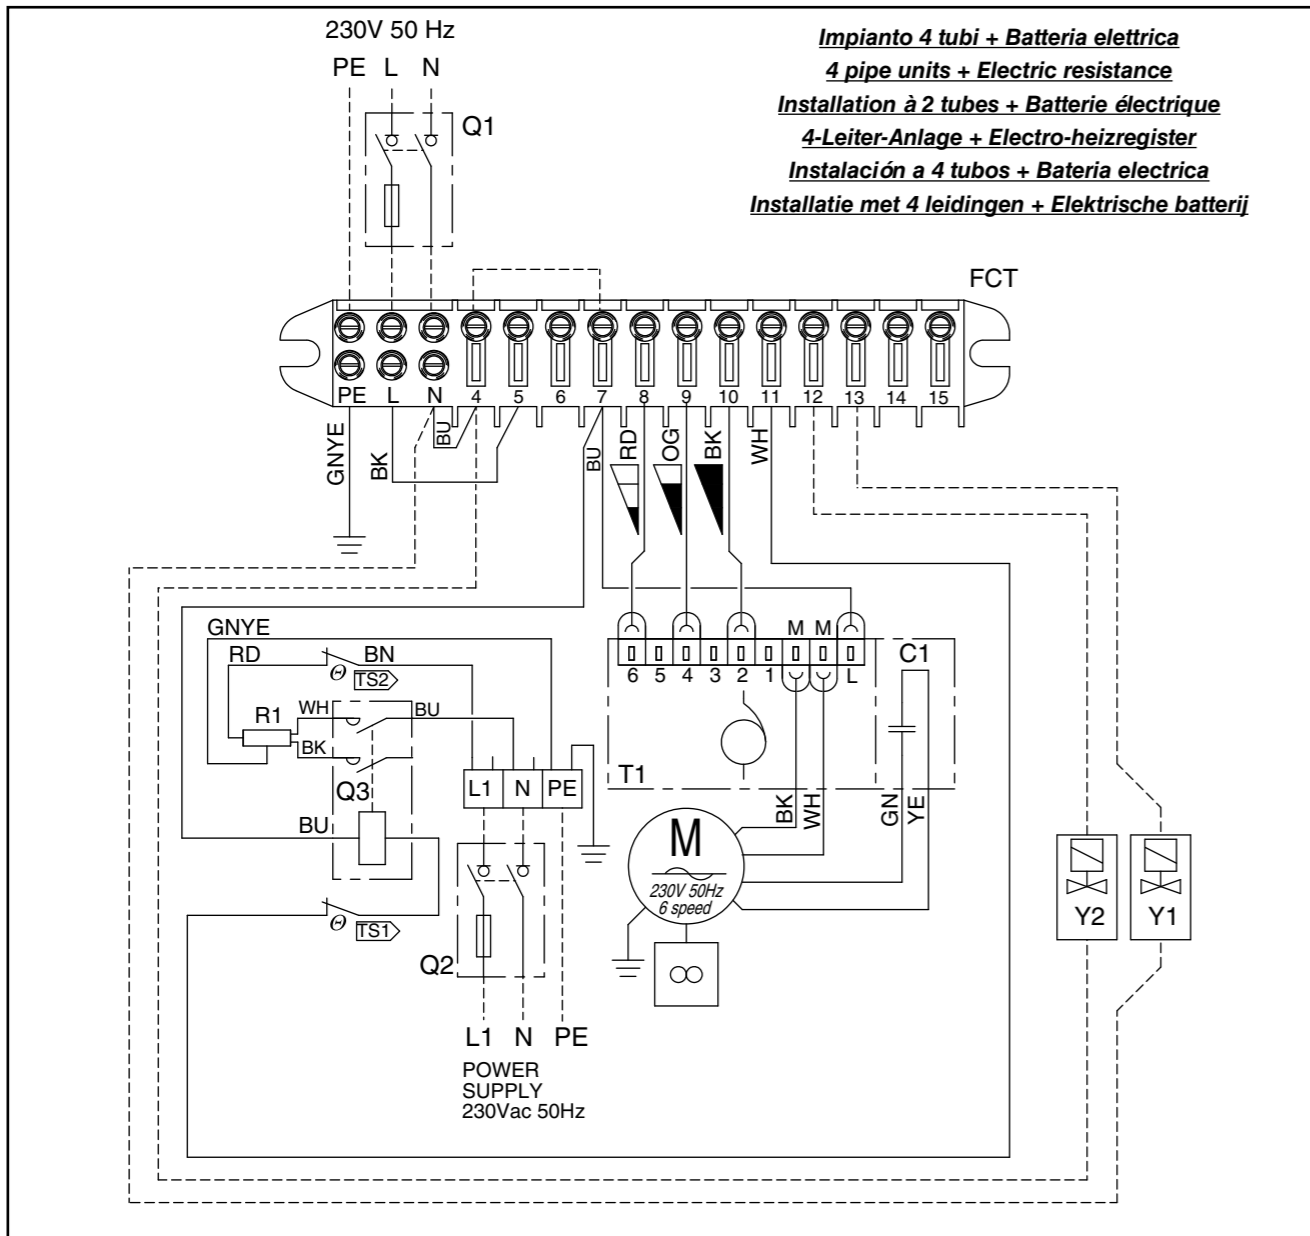 230V 50 Hz
PE L N
Q1
Impianto 4 tubi + Batteria elettrica
4 pipe units + Electric resistance
Installation à 2 tubes + Batterie électrique
4-Leiter-Anlage + Electro-heizregister
Instalación a 4 tubos + Bateria electrica
Installatie met 4 leidingen + Elektrische batterij
FCT
PE L N 4 5 6 7 8 9 10 11 12 13 14 15
GNYE
BK
BU
BU
RD
OG
BK
WH
GNYE
RD
BN
Θ TS2
R1
WH
BU
BK
Q3
BU
Θ TS1
L1 N PE
Q2
L1 N PE
POWER
SUPPLY
230Vac 50Hz
M M
6 5 4 3 2 1 L
C1
T1
BK
WH
GN
YE
M
230V 50Hz
6 speed
Y2
Y1